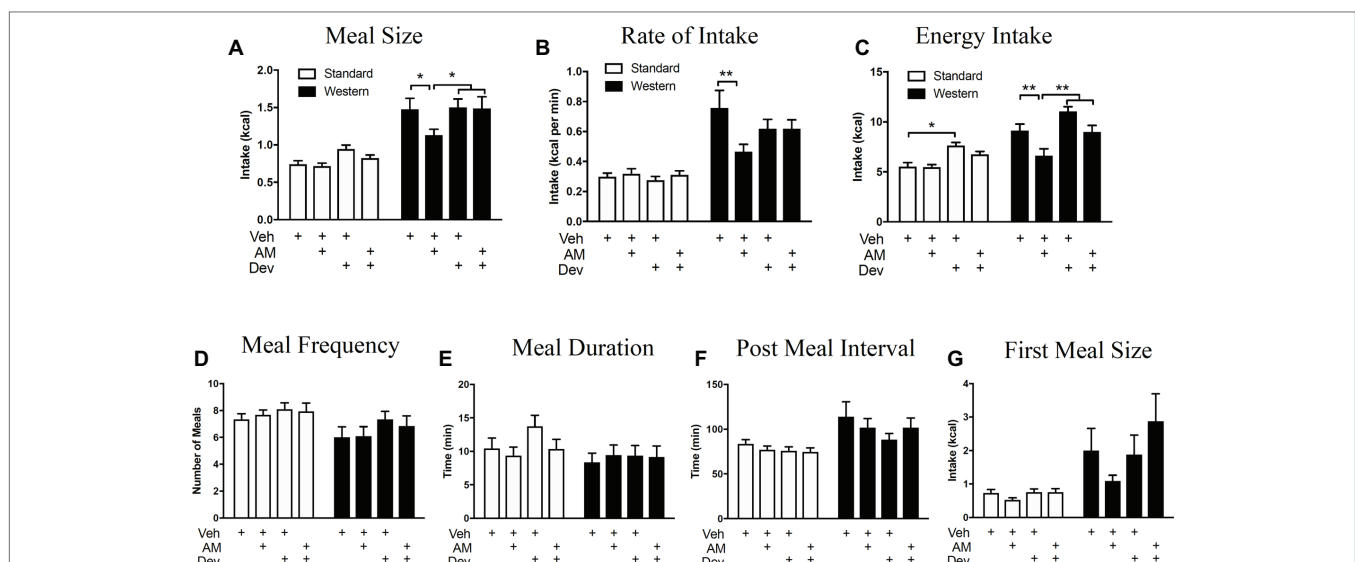 A Meal Size
Standard
Western
Intake (kcal)
2.0
1.5
1.0
0.5
0.0
* *
Veh + + + + + +
AM + + + +
Dev + + + +
B Rate of Intake
Standard
Western
Intake (kcal per min)
1.0
0.8
0.6
0.4
0.2
0.0
**
Veh + + + + + +
AM + + + +
Dev + + + +
C Energy Intake
Standard
Western
Intake (kcal)
15
10
5
0
* ** **
Veh + + + + + +
AM + + + +
Dev + + + +
D Meal Frequency
Number of Meals
10
8
6
4
2
0
Veh + + + + + +
AM + + + +
Dev + + + +
E Meal Duration
Time (min)
20
15
10
5
0
Veh + + + + + +
AM + + + +
Dev + + + +
F Post Meal Interval
Time (min)
150
100
50
0
Veh + + + + + +
AM + + + +
Dev + + + +
G First Meal Size
Intake (kcal)
4
3
2
1
0
Veh + + + + + +
AM + + + +
Dev + + + +